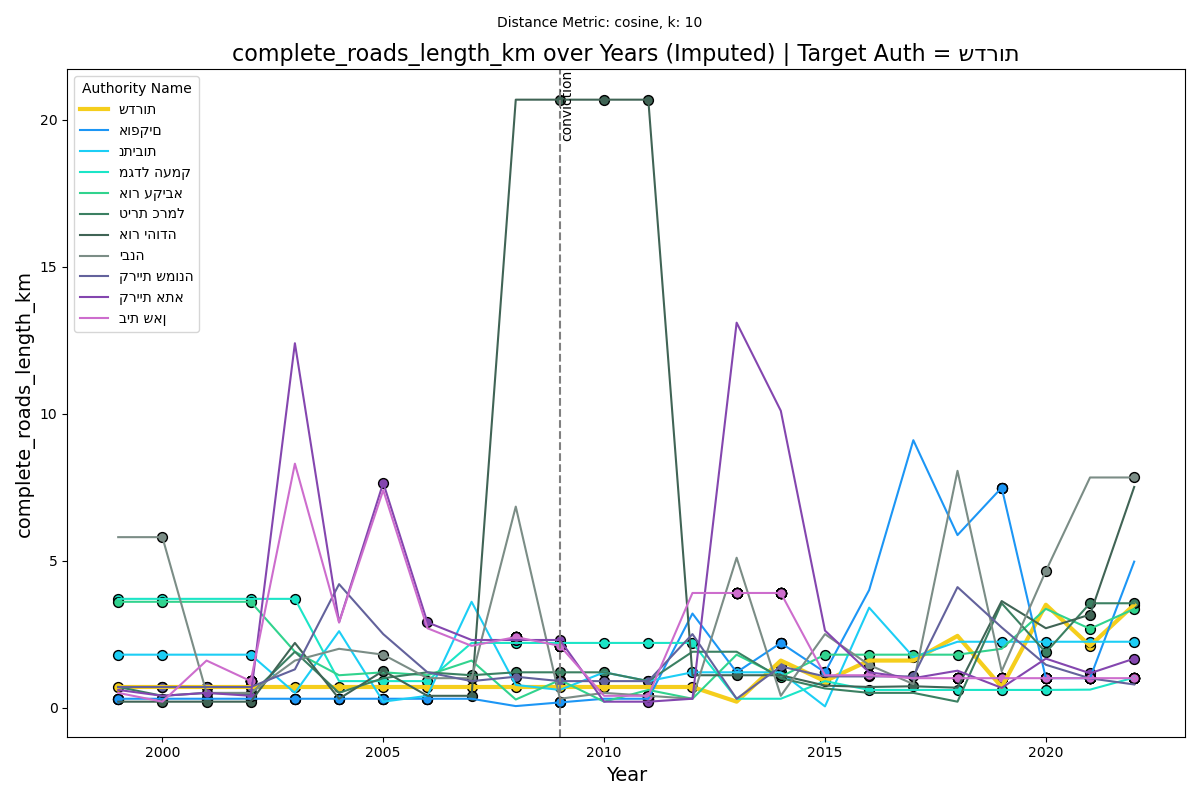 Distance Metric: cosine, k: 10
complete_roads_length_km over Years (Imputed) | Target Auth = שדרות
Authority Name
שדרות
אופקים
נתיבות
מגדל העמק
אור עקיבא
טירת כרמל
אור יהודה
יבנה
קריית שמונה
קריית אתא
בית שאן
conviction
20
15
10
5
0
complete_roads_length_km
2000
2005
2010
2015
2020
Year